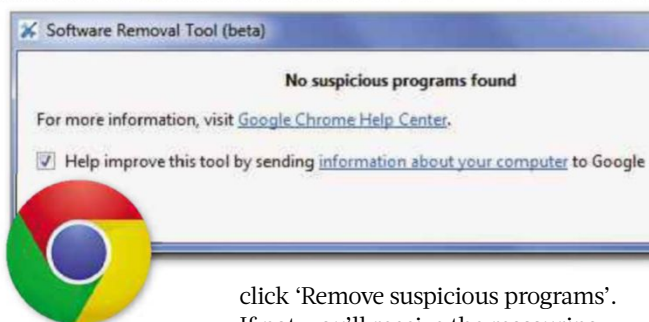 Software Removal Tool (beta)
No suspicious programs found
For more information, visit Google Chrome Help Center.
Help improve this tool by sending information about your computer to Google
click ‘Remove suspicious programs’.